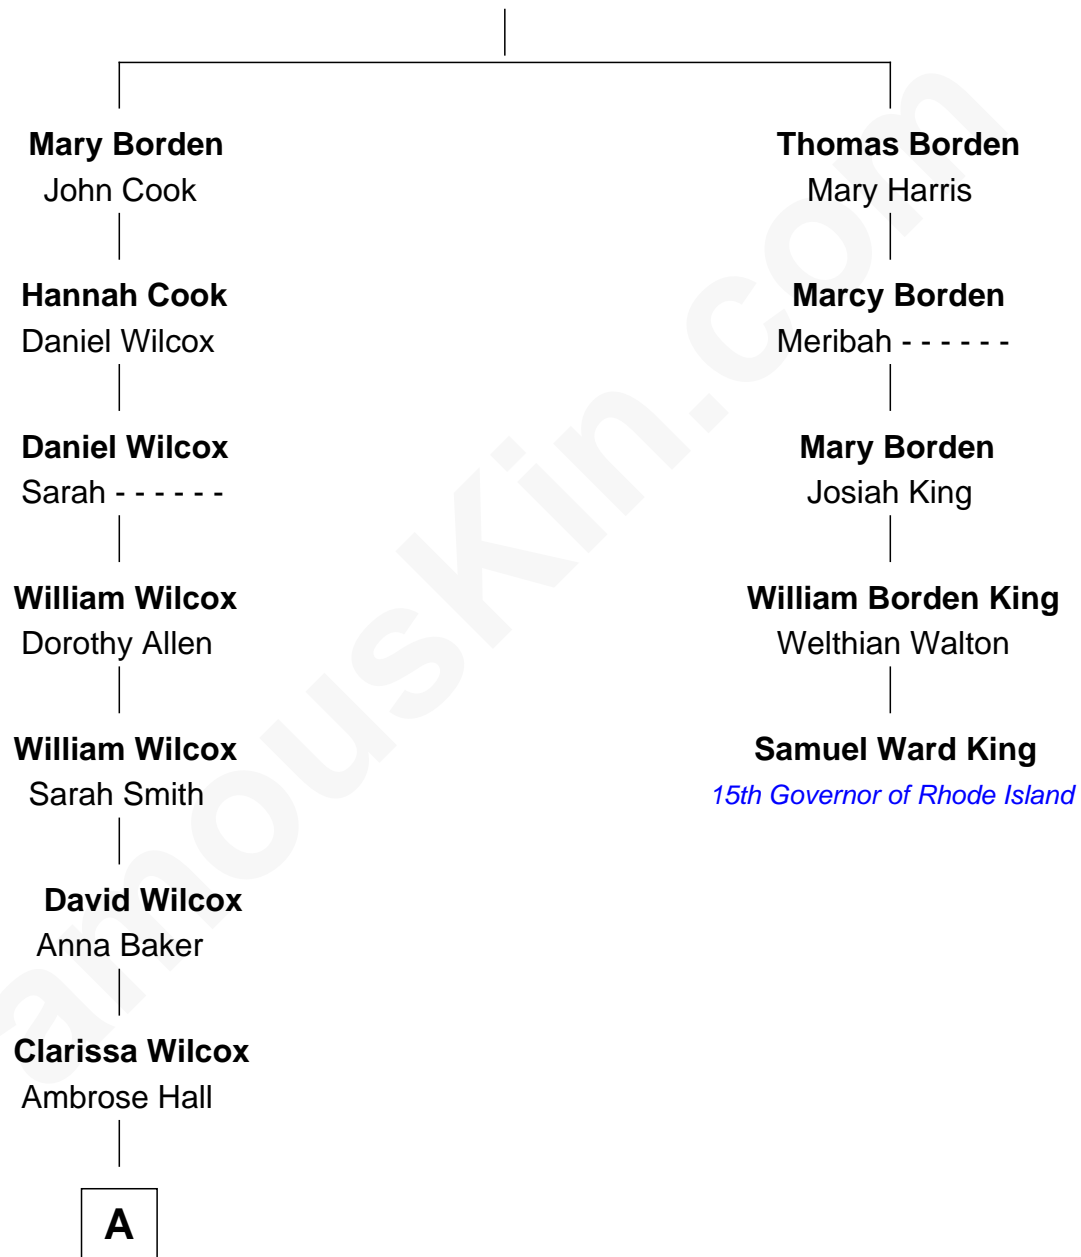 Mary Borden
John Cook
Hannah Cook
Daniel Wilcox
Daniel Wilcox
Sarah - - - - - -
William Wilcox
Dorothy Allen
William Wilcox
Sarah Smith
David Wilcox
Anna Baker
Clarissa Wilcox
Ambrose Hall
A
Thomas Borden
Mary Harris
Marcy Borden
Meribah - - - - - -
Mary Borden
Josiah King
William Borden King
Welthian Walton
Samuel Ward King
15th Governor of Rhode Island
amousKin.com